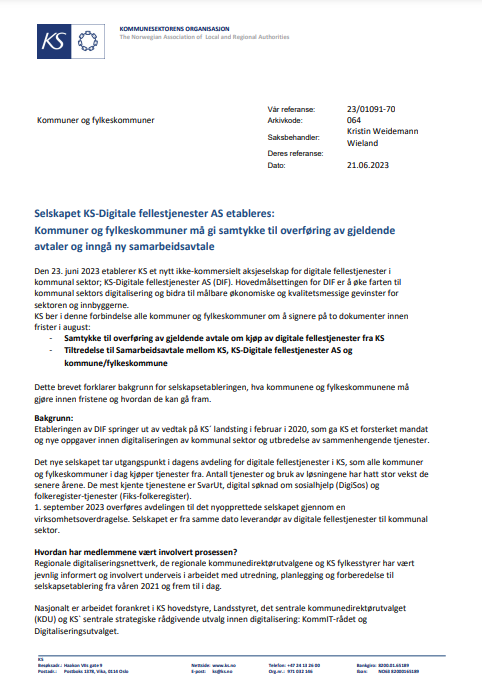 KS
KOMMUNESEKTORENS ORGANISASJON
The Norwegian Association of Local and Regional Authorities
Kommuner og fylkeskommuner
Vår referanse: 23/01091-70
Arkivkode: 064
Saksbehandler: Kristin Weidemann
Wieland
Deres referanse:
Dato: 21.06.2023
Selskapet KS-Digitale fellestjenester AS etableres:
Kommuner og fylkeskommuner må gi samtykke til overføring av gjeldende
avtaler og inngå ny samarbeidsavtale
Den 23. juni 2023 etablerer KS et nytt ikke-kommersielt aksjeselskap for digitale fellestjenester i
kommunal sektor; KS-Digitale fellestjenester AS (DIF). Hovedmålsettingen for DIF er å øke farten til
kommunal sektors digitalisering og bidra til målbare økonomiske og kvalitetsmessige gevinster for
sektoren og innbyggerne.
KS ber i denne forbindelse alle kommuner og fylkeskommuner om å signere på to dokumenter innen
frister i august:
- Samtykke til overføring av gjeldende avtale om kjøp av digitale fellestjenester fra KS
- Tiltredelse til Samarbeidsavtale mellom KS, KS-Digitale fellestjenester AS og
kommune/fylkeskommune
Dette brevet forklarer bakgrunn for selskapsetableringen, hva kommunene og fylkeskommunene må
gjøre innen fristene og hvordan de kan gå fram.
Bakgrunn:
Etableringen av DIF springer ut av vedtak på KS´ landsting i februar i 2020, som ga KS et forsterket mandat
og nye oppgaver innen digitaliseringen av kommunal sektor og utbredelse av sammenhengende tjenester.
Det nye selskapet tar utgangspunkt i dagens avdeling for digitale fellestjenester i KS, som alle kommuner
og fylkeskommuner i dag kjøper tjenester fra. Antall tjenester og bruk av løsningene har hatt stor vekst de
senere årene. De mest kjente tjenestene er SvarUt, digital søknad om sosialhjelp (DigiSos) og
folkeregister-tjenester (Fiks-folkeregister).
1. september 2023 overføres avdelingen til det nyopprettede selskapet gjennom en
virksomhetsoverdragelse. Selskapet er fra samme dato leverandør av digitale fellestjenester til kommunal
sektor.
Hvordan har medlemmene vært involvert prosessen?
Regionale digitaliseringsnettverk, de regionale kommunedirektørutvalgene og KS fylkesstyrer har vært
jevnlig informert og involvert underveis i arbeidet med utredning, planlegging og forberedelse til
selskapsetablering fra våren 2021 og frem til i dag.
Nasjonalt er arbeidet forankret i KS hovedstyre, Landsstyret, det sentrale kommunedirektørutvalget
(KDU) og KS` sentrale strategiske rådgivende utvalg innen digitalisering: KommIT-rådet og
Digitaliseringsutvalget.
KS
Besøksadr.: Haakon VIIs gate 9 Nettside: www.ks.no Telefon: +47 24 13 26 00 Bankgiro: 8200.01.65189
Postadr.: Postboks 1378, Vika, 0114 Oslo E-post: ks@ks.no Org.nr.: 971 032 146 Iban: NO63 82000165189